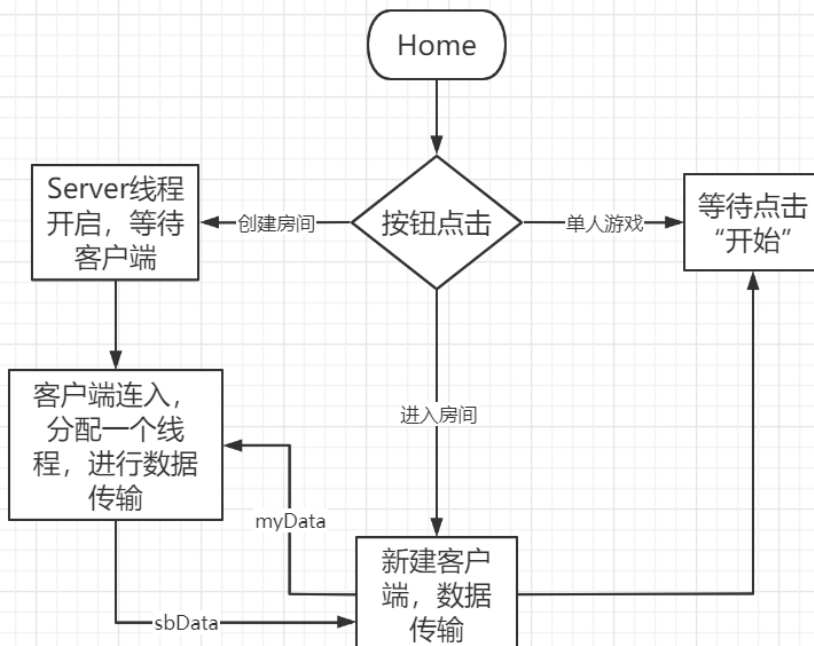 Home
Server线程
开启，等待
客户端
创建房间
按钮点击
单人游戏
等待点击
“开始”
客户端连入，
分配一个线
程，进行数据
传输
进入房间
myData
新建客户
端，数据
传输
sbData